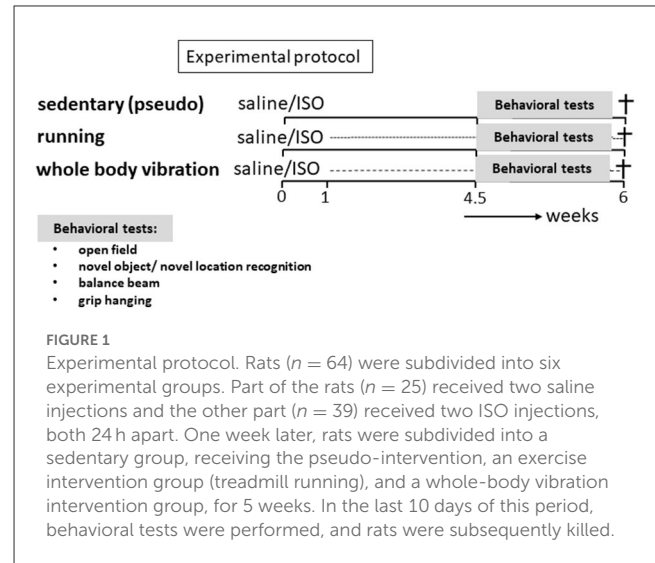 Experimental protocol
sedentary (pseudo) saline/ISO Behavioral tests †
running saline/ISO Behavioral tests †
whole body vibration saline/ISO Behavioral tests †
0 1 4.5 6
weeks
Behavioral tests:
• open field
• novel object/ novel location recognition
• balance beam
• grip hanging
FIGURE 1
Experimental protocol. Rats (n = 64) were subdivided into six
experimental groups. Part of the rats (n = 25) received two saline
injections and the other part (n = 39) received two ISO injections,
both 24 h apart. One week later, rats were subdivided into a
sedentary group, receiving the pseudo-intervention, an exercise
intervention group (treadmill running), and a whole-body vibration
intervention group, for 5 weeks. In the last 10 days of this period,
behavioral tests were performed, and rats were subsequently killed.